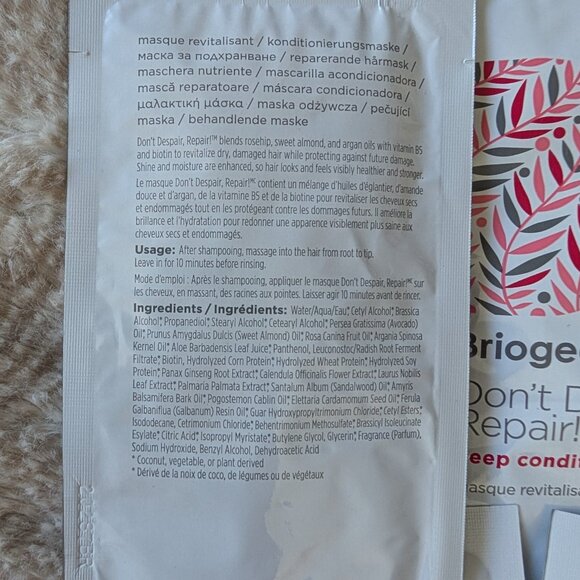 masque revitalisant / konditionierungsmaske /
маска за подхранване / reparerande hårmask /
maschera nutriente / mascarilla acondicionadora /
mască reparatoare / máscara condicionadora /
μαλακτική μάσκα / maska odżywcza / pečující
maska / behandlende maske
Don't Despair, Repair!™ blends rosehip, sweet almond, and argan oils with vitamin B5
and biotin to revitalize dry, damaged hair while protecting against future damage.
Shine and moisture are enhanced, so hair looks and feels visibly healthier and stronger.
Le masque Don't Despair, Repair!ᴹᶜ contient un mélange d'huiles d'églantier, d'amande
douce et d'argan, de la vitamine B5 et de la biotine pour revitaliser les cheveux secs
et endommagés tout en les protégeant contre les dommages futurs. Il améliore la
brillance et l'hydratation pour redonner une apparence visiblement plus saine aux
cheveux secs et endommagés.
Usage: After shampooing, massage into the hair from root to tip.
Leave in for 10 minutes before rinsing.
Mode d'emploi : Après le shampooing, appliquer le masque Don't Despair, Repair!ᴹᶜ sur
les cheveux, en massant, des racines aux pointes. Laisser agir 10 minutes avant de rincer.
Ingredients / Ingrédients: Water/Aqua/Eau,* Cetyl Alcohol,* Brassica
Alcohol,* Propanediol,* Stearyl Alcohol,* Cetearyl Alcohol,* Persea Gratissima (Avocado)
Oil,* Prunus Amygdalus Dulcis (Sweet Almond) Oil,* Rosa Canina Fruit Oil,* Argania Spinosa
Kernel Oil,* Aloe Barbadensis Leaf Juice,* Panthenol, Leuconostoc/Radish Root Ferment
Filtrate,* Biotin, Hydrolyzed Corn Protein,* Hydrolyzed Wheat Protein,* Hydrolyzed Soy
Protein,* Panax Ginseng Root Extract,* Calendula Officinalis Flower Extract,* Laurus Nobilis
Leaf Extract,* Palmaria Palmata Extract,* Santalum Album (Sandalwood) Oil,* Amyris
Balsamifera Bark Oil,* Pogostemon Cablin Oil,* Elettaria Cardamomum Seed Oil,* Ferula
Galbaniflua (Galbanum) Resin Oil,* Guar Hydroxypropyltrimonium Chloride,* Cetyl Esters,*
Isododecane, Cetrimonium Chloride,* Behentrimonium Methosulfate,* Brassicyl Isoleucinate
Esylate,* Citric Acid,* Isopropyl Myristate,* Butylene Glycol, Glycerin,* Fragrance (Parfum),
Sodium Hydroxide, Benzyl Alcohol, Dehydroacetic Acid
* Coconut, vegetable, or plant derived
* Dérivé de la noix de coco, de légumes ou de végétaux
Brioge
Don't D
Repair!
deep condit
masque revitalisa